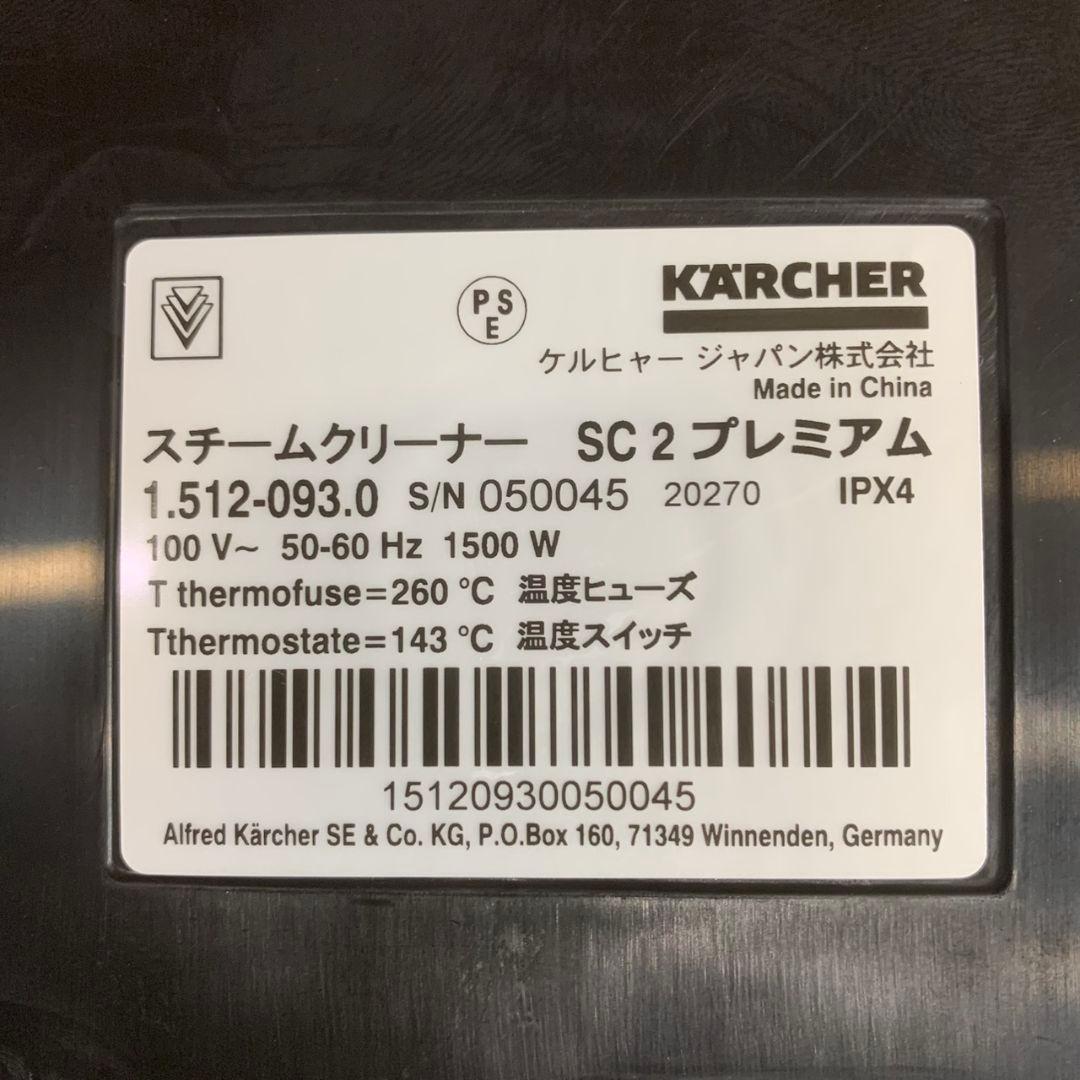 PSE
KÄRCHER
ケルヒャー ジャパン株式会社
Made in China
スチームクリーナー SC 2 プレミアム
1.512-093.0 S/N 050045 20270 IPX4
100 V~ 50-60 Hz 1500 W
T thermofuse=260 °C 温度ヒューズ
Tthermostate=143 °C 温度スイッチ
15120930050045
Alfred Kärcher SE & Co. KG, P.O.Box 160, 71349 Winnenden, Germany